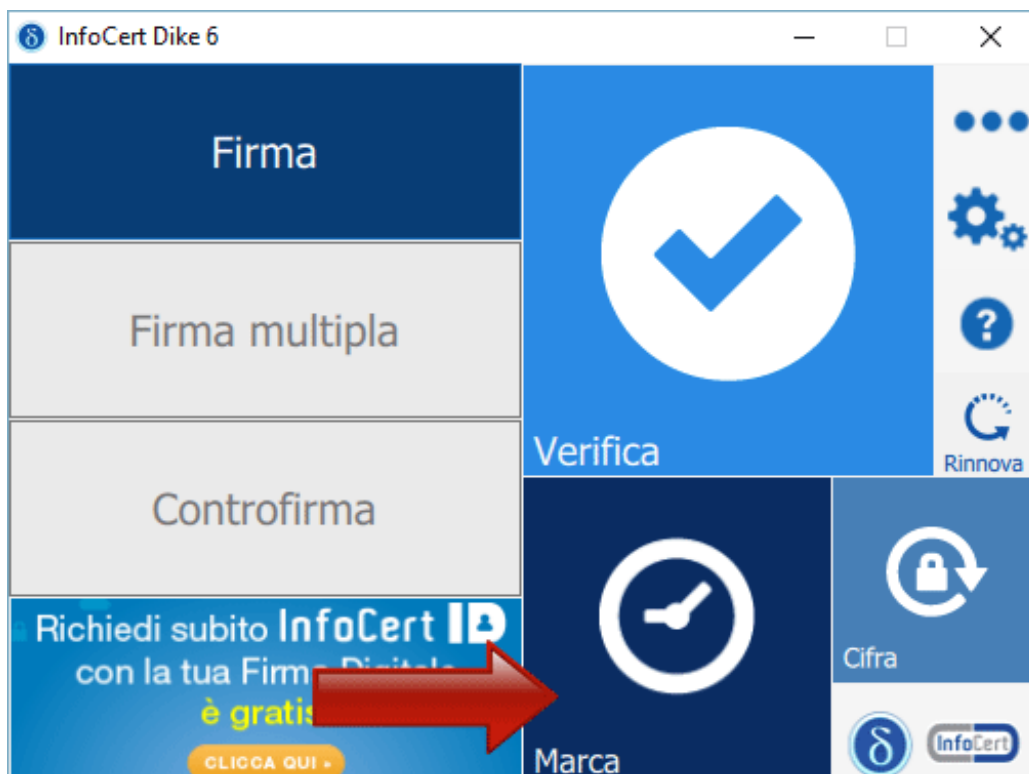 InfoCert Dike 6
Firma
Firma multipla
Controfirma
Verifica
Rinnova
Marca
Cifra
Richiedi subito InfoCert ID
con la tua Firma Digitale
è gratis
CLICCA QUI
InfoCert